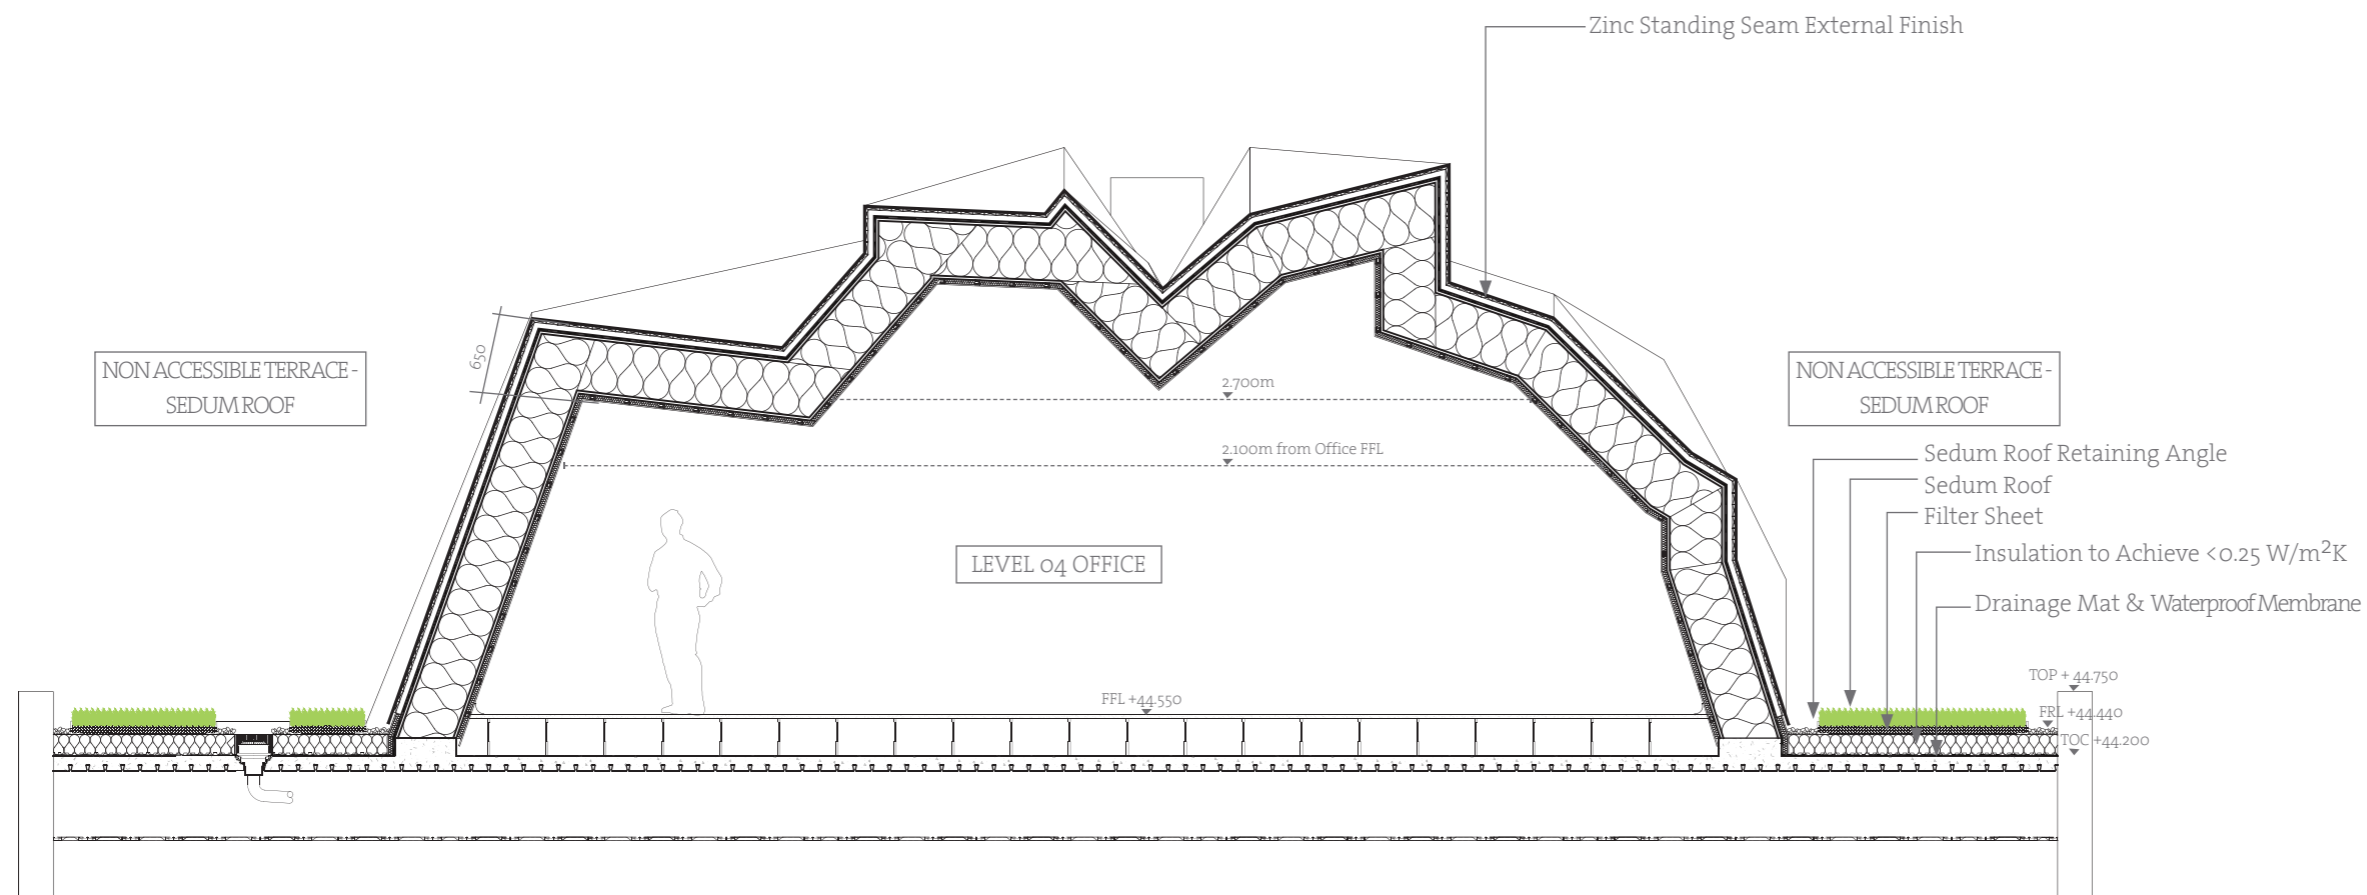 Zinc Standing Seam External Finish
650
NON ACCESSIBLE TERRACE -
SEDUM ROOF
2.700m
NON ACCESSIBLE TERRACE -
SEDUM ROOF
2.100m from Office FFL
Sedum Roof Retaining Angle
Sedum Roof
Filter Sheet
LEVEL 04 OFFICE
Insulation to Achieve <0.25 W/m²K
Drainage Mat & Waterproof Membrane
TOP + 44.750
FFL +44.550
FRL +44.440
TOC +44.200